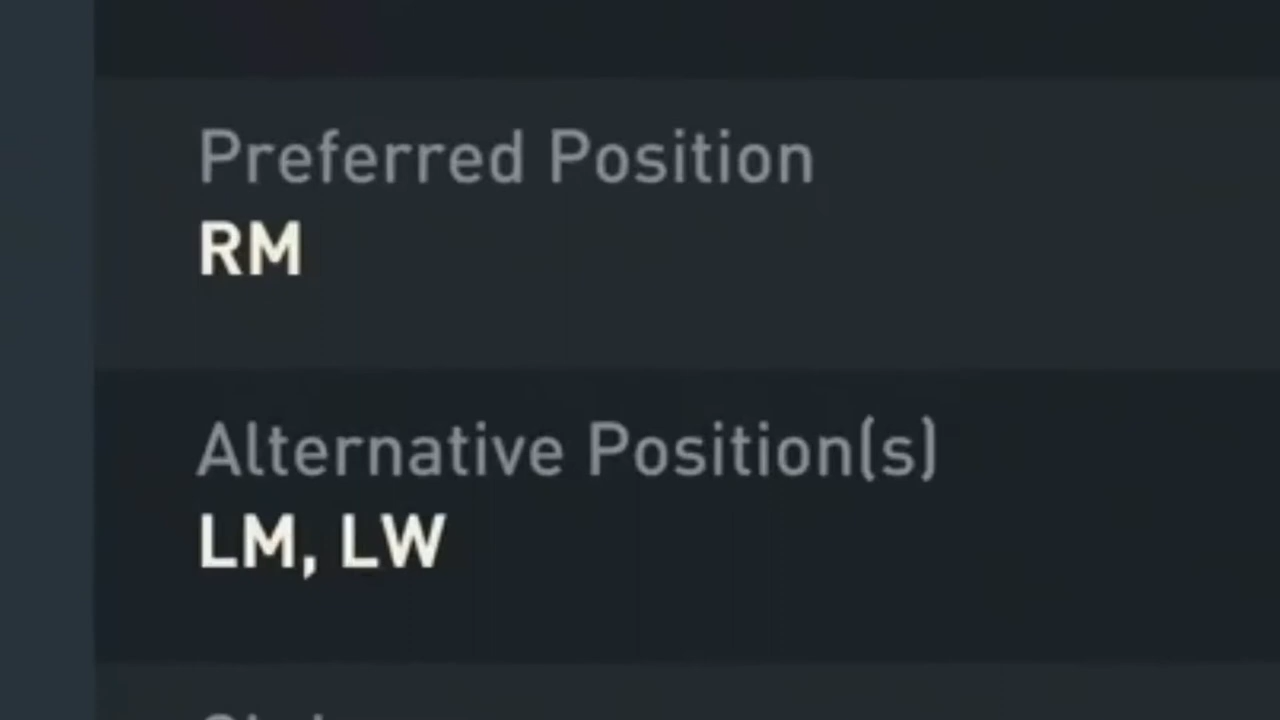 Preferred Position
RM
Alternative Position(s)
LM, LW